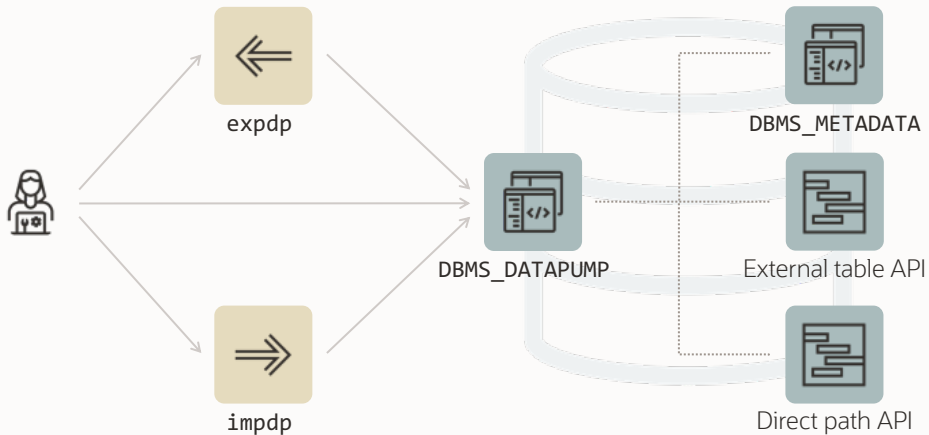 expdp
DBMS_METADATA
DBMS_DATAPUMP
External table API
impdp
Direct path API